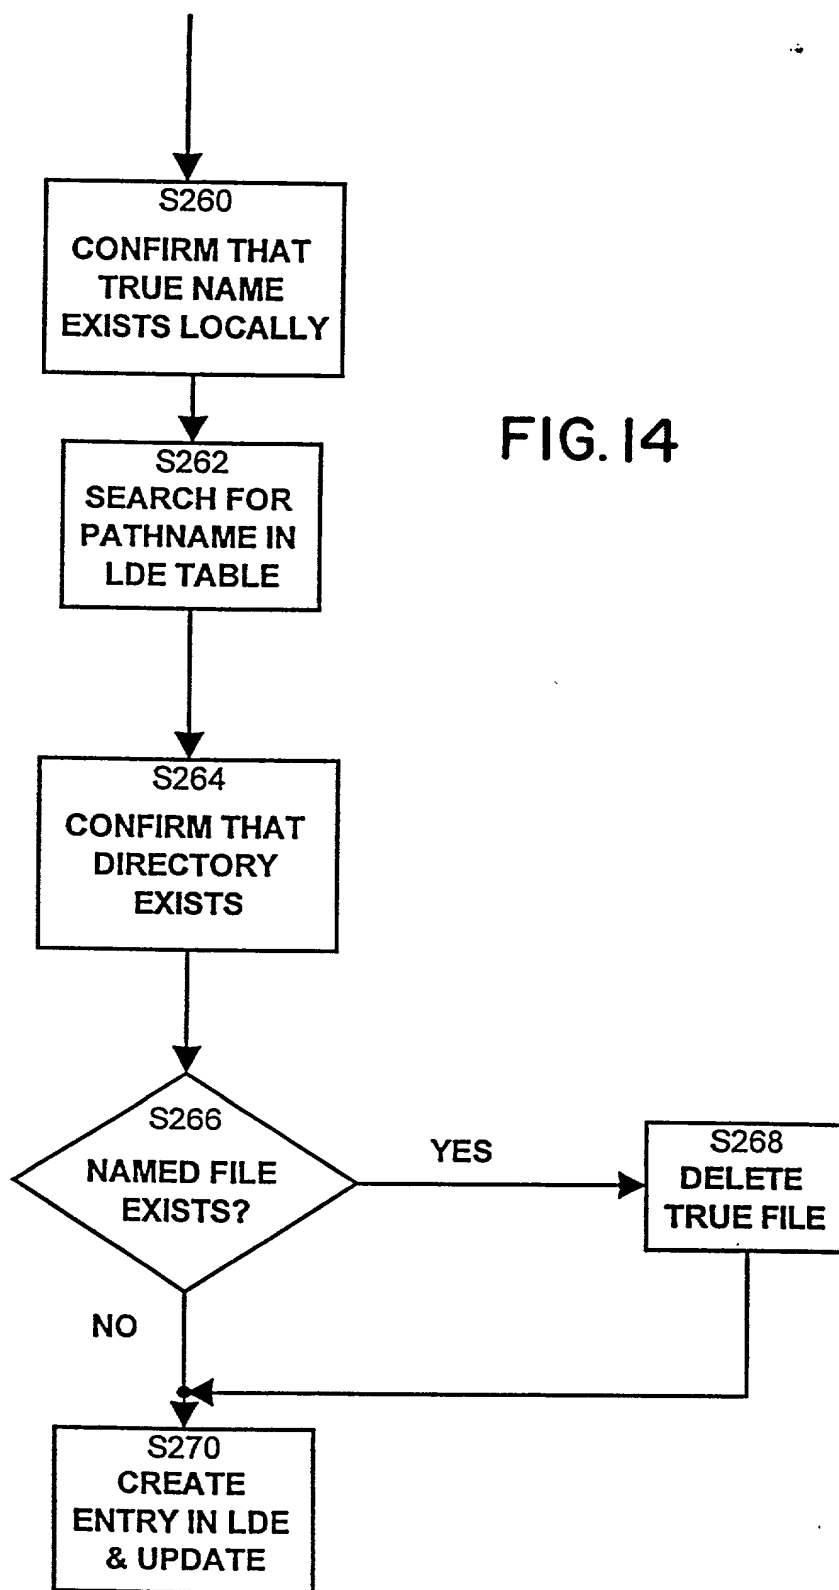 S260
CONFIRM THAT
TRUE NAME
EXISTS LOCALLY
FIG. 14
S262
SEARCH FOR
PATHNAME IN
LDE TABLE
S264
CONFIRM THAT
DIRECTORY
EXISTS
S266
NAMED FILE
EXISTS?
YES
S268
DELETE
TRUE FILE
NO
S270
CREATE
ENTRY IN LDE
& UPDATE